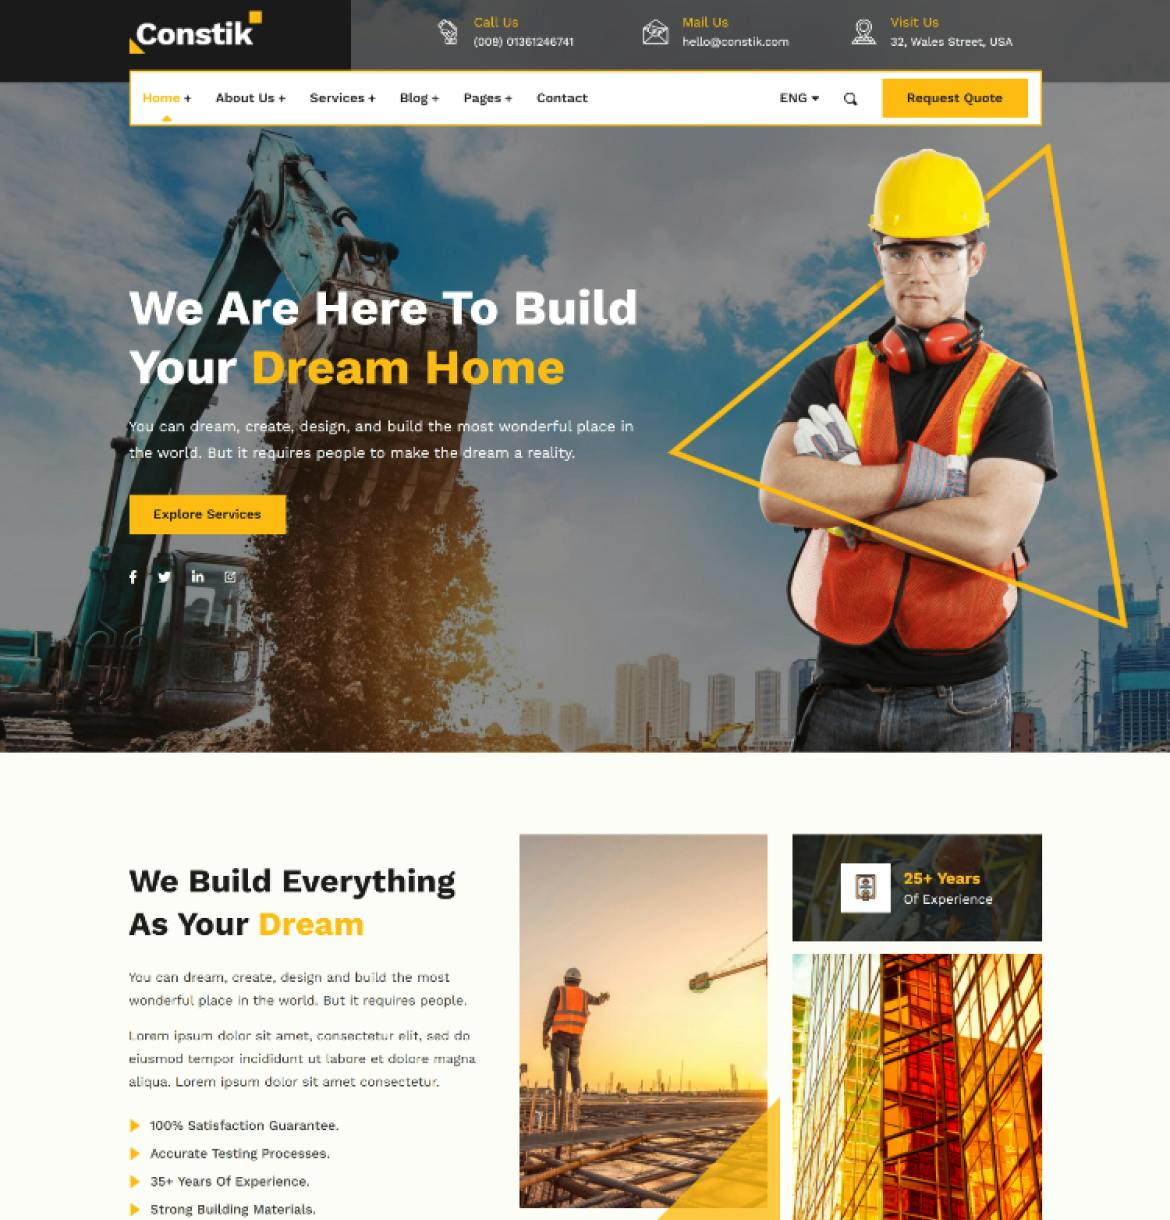 Constik
Call Us
(009) 01361246741
Mail Us
hello@constik.com
Visit Us
32, Wales Street, USA
Home +
About Us +
Services +
Blog +
Pages +
Contact
ENG
Request Quote
We Are Here To Build
Your Dream Home
You can dream, create, design, and build the most wonderful place in
the world. But it requires people to make the dream a reality.
Explore Services
We Build Everything
As Your Dream
You can dream, create, design and build the most
wonderful place in the world. But it requires people.
Lorem ipsum dolor sit amet, consectetur elit, sed do
eiusmod tempor incididunt ut labore et dolore magna
aliqua. Lorem ipsum dolor sit amet consectetur.
100% Satisfaction Guarantee.
Accurate Testing Processes.
35+ Years Of Experience.
Strong Building Materials.
25+ Years
Of Experience